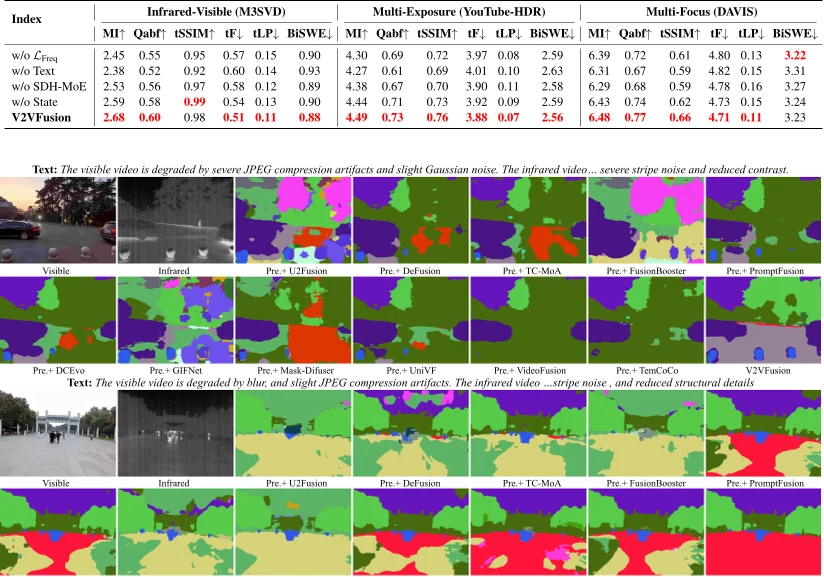 Index Infrared-Visible (M3SVD) Multi-Exposure (YouTube-HDR) Multi-Focus (DAVIS)
MI↑ Qabf↑ tSSIM↑ tF↓ tLP↓ BiSWE↓ MI↑ Qabf↑ tSSIM↑ tF↓ tLP↓ BiSWE↓ MI↑ Qabf↑ tSSIM↑ tF↓ tLP↓ BiSWE↓
w/o ℒFreq 2.45 0.55 0.95 0.57 0.15 0.90 4.30 0.69 0.72 3.97 0.08 2.59 6.39 0.72 0.61 4.80 0.13 3.22
w/o Text 2.38 0.52 0.92 0.60 0.14 0.93 4.27 0.61 0.69 4.01 0.10 2.63 6.31 0.67 0.59 4.82 0.15 3.31
w/o SDH-MoE 2.53 0.56 0.97 0.58 0.12 0.89 4.38 0.67 0.70 3.90 0.11 2.58 6.29 0.68 0.59 4.78 0.16 3.27
w/o State 2.59 0.58 0.99 0.54 0.13 0.90 4.44 0.71 0.73 3.92 0.09 2.59 6.43 0.74 0.62 4.73 0.15 3.24
V2VFusion 2.68 0.60 0.98 0.51 0.11 0.88 4.49 0.73 0.76 3.88 0.07 2.56 6.48 0.77 0.66 4.71 0.11 3.23
Text: The visible video is degraded by severe JPEG compression artifacts and slight Gaussian noise. The infrared video… severe stripe noise and reduced contrast.
Visible Infrared Pre.+ U2Fusion Pre.+ DeFusion Pre.+ TC-MoA Pre.+ FusionBooster Pre.+ PromptFusion
Pre.+ DCEvo Pre.+ GIFNet Pre.+ Mask-Difuser Pre.+ UniVF Pre.+ VideoFusion Pre.+ TemCoCo V2VFusion
Text: The visible video is degraded by blur, and slight JPEG compression artifacts. The infrared video …stripe noise , and reduced structural details
Visible Infrared Pre.+ U2Fusion Pre.+ DeFusion Pre.+ TC-MoA Pre.+ FusionBooster Pre.+ PromptFusion